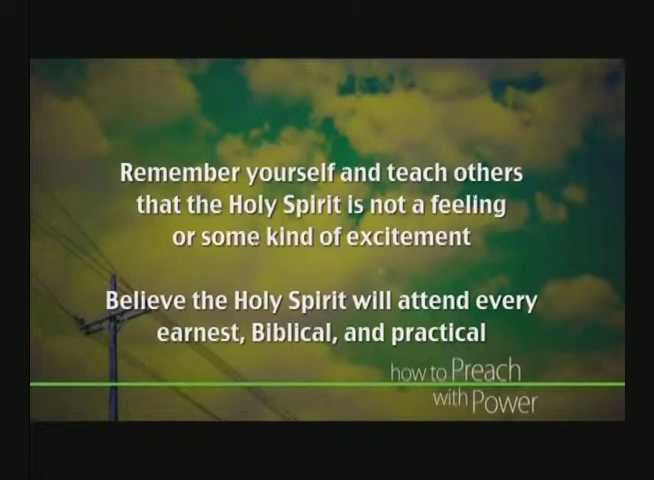 Remember yourself and teach others
that the Holy Spirit is not a feeling
or some kind of excitement
Believe the Holy Spirit will attend every
earnest, Biblical, and practical
how to Preach
with Power